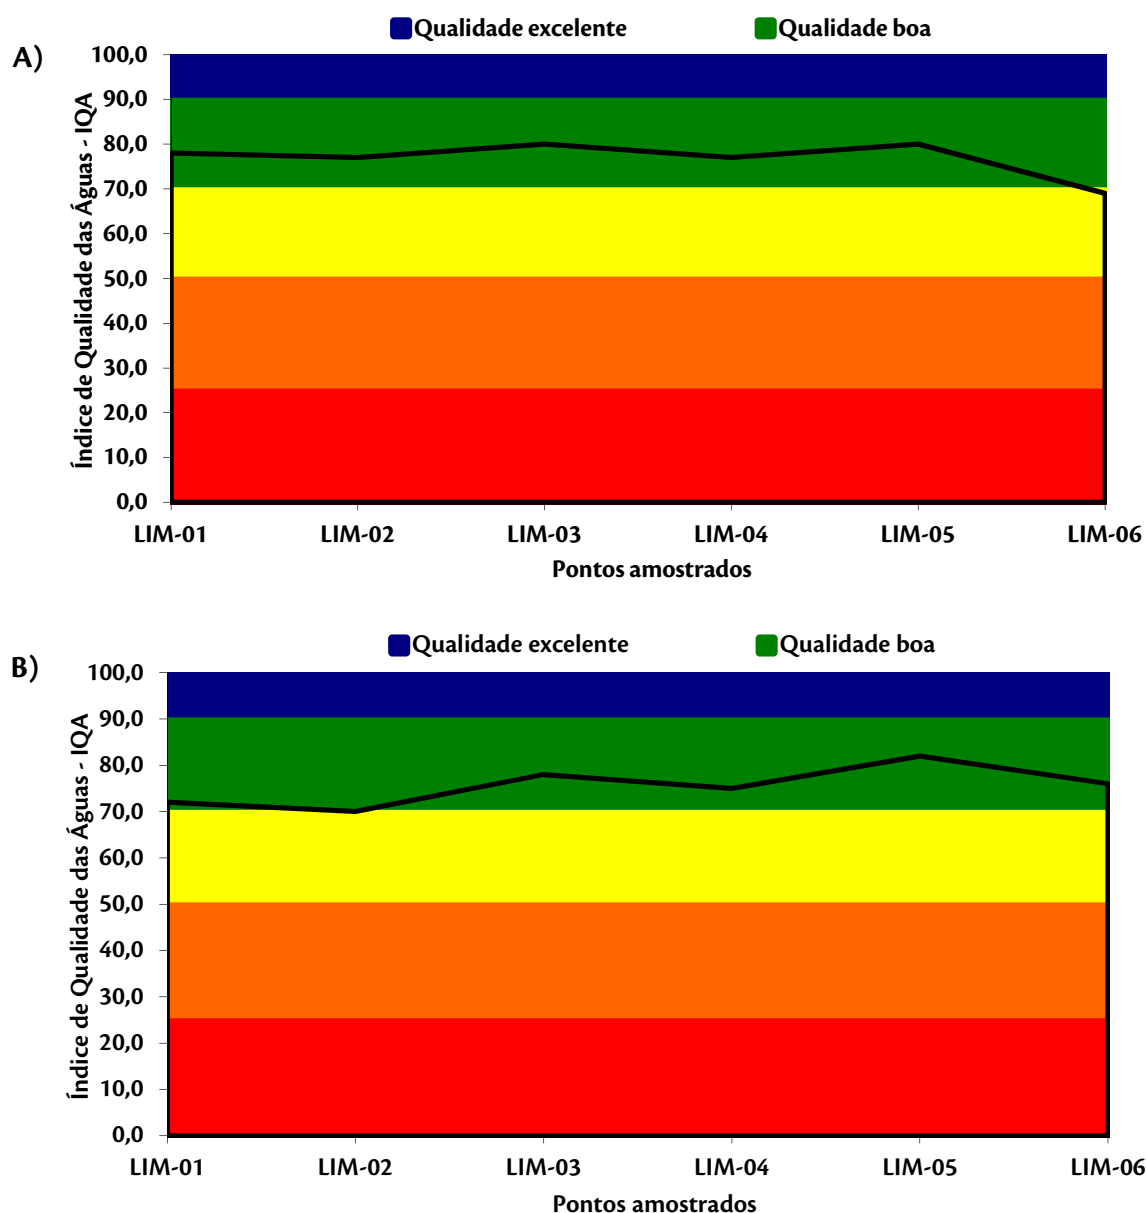 Qualidade excelente Qualidade boa
A)
100,0
90,0
80,0
70,0
60,0
50,0
40,0
30,0
20,0
10,0
0,0
Índice de Qualidade das Águas - IQA
LIM-01 LIM-02 LIM-03 LIM-04 LIM-05 LIM-06
Pontos amostrados
Qualidade excelente Qualidade boa
B)
100,0
90,0
80,0
70,0
60,0
50,0
40,0
30,0
20,0
10,0
0,0
Índice de Qualidade das Águas - IQA
LIM-01 LIM-02 LIM-03 LIM-04 LIM-05 LIM-06
Pontos amostrados